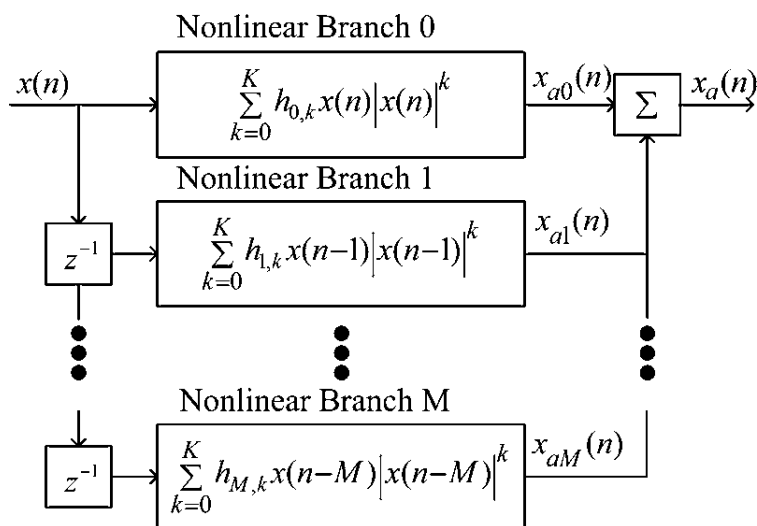 Nonlinear Branch 0
x(n)
K
∑ h_{0,k} x(n)|x(n)|^k
k=0
x_{a0}(n)
Σ
x_a(n)
Nonlinear Branch 1
z^{-1}
K
∑ h_{1,k} x(n-1)|x(n-1)|^k
k=0
x_{a1}(n)
Nonlinear Branch M
z^{-1}
K
∑ h_{M,k} x(n-M)|x(n-M)|^k
k=0
x_{aM}(n)